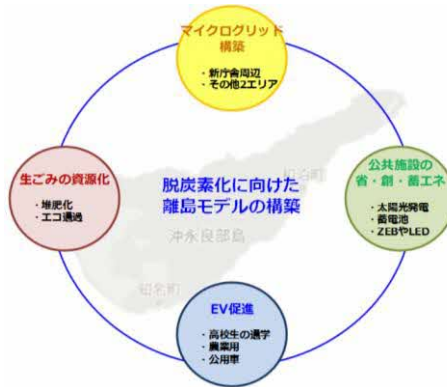 マイクログリッド
構築
・新庁舎周辺
・その他2エリア
生ごみの資源化
・堆肥化
・エコ通過
脱炭素化に向けた
離島モデルの構築
和泊町
沖永良部島
知名町
公共施設の
省・創・蓄エネ
・太陽光発電
・蓄電池
・ZEBやLED
EV促進
・高校生の通学
・農業用
・公用車